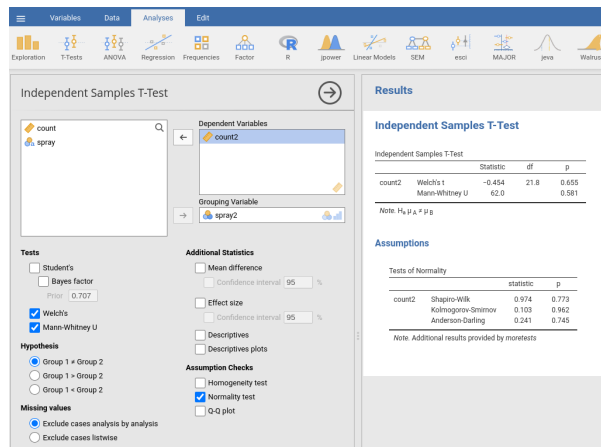 Variables Data Analyses Edit
Exploration T-Tests ANOVA Regression Frequencies Factor R jpower Linear Models SEM esci MAJOR jeva Walrus
Independent Samples T-Test
count
spray
Dependent Variables
count2
Grouping Variable
spray2
Tests
Student's
Bayes factor
Prior 0.707
Welch's
Mann-Whitney U
Hypothesis
Group 1 ≠ Group 2
Group 1 > Group 2
Group 1 < Group 2
Missing values
Exclude cases analysis by analysis
Exclude cases listwise
Additional Statistics
Mean difference
Confidence interval 95 %
Effect size
Confidence interval 95 %
Descriptives
Descriptives plots
Assumption Checks
Homogeneity test
Normality test
Q-Q plot
Results
Independent Samples T-Test
Independent Samples T-Test
Statistic df p
count2 Welch's t −0.454 21.8 0.655
Mann-Whitney U 62.0 0.581
Note. Hₐ μ A ≠ μ B
Assumptions
Tests of Normality
statistic p
count2 Shapiro-Wilk 0.974 0.773
Kolmogorov-Smirnov 0.103 0.962
Anderson-Darling 0.241 0.745
Note. Additional results provided by moretests